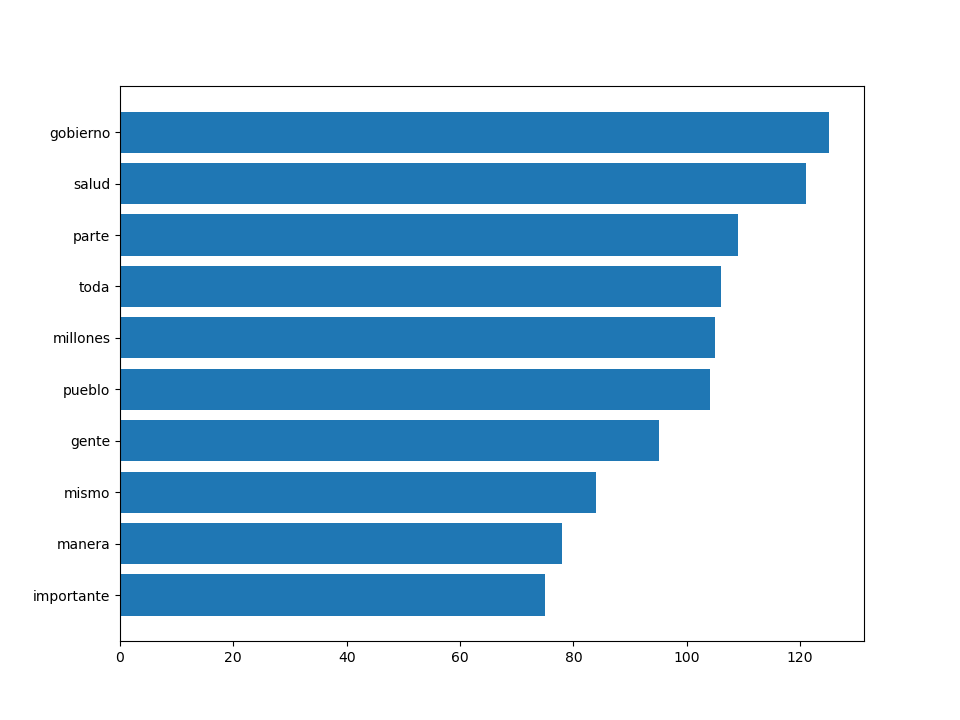 gobierno
salud
parte
toda
millones
pueblo
gente
mismo
manera
importante
0 20 40 60 80 100 120